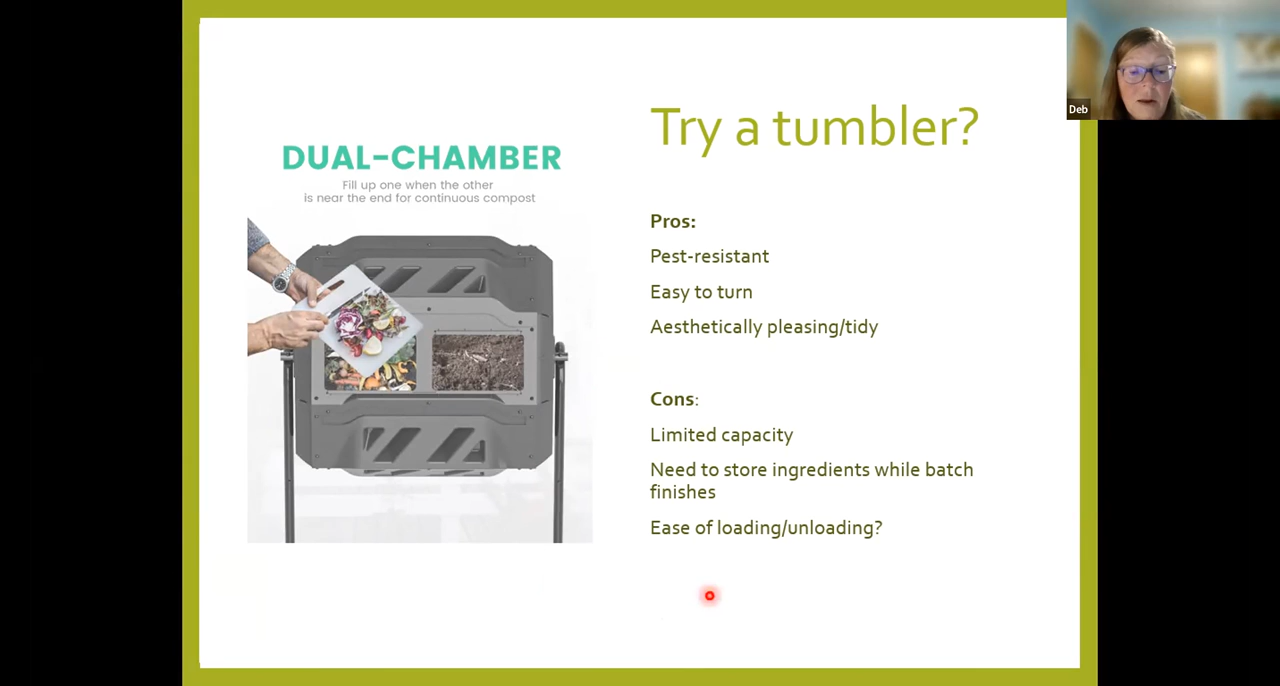 Try a tumbler?
DUAL-CHAMBER
Fill up one when the other
is near the end for continuous compost
Pros:
Pest-resistant
Easy to turn
Aesthetically pleasing/tidy
Cons:
Limited capacity
Need to store ingredients while batch
finishes
Ease of loading/unloading?
Deb